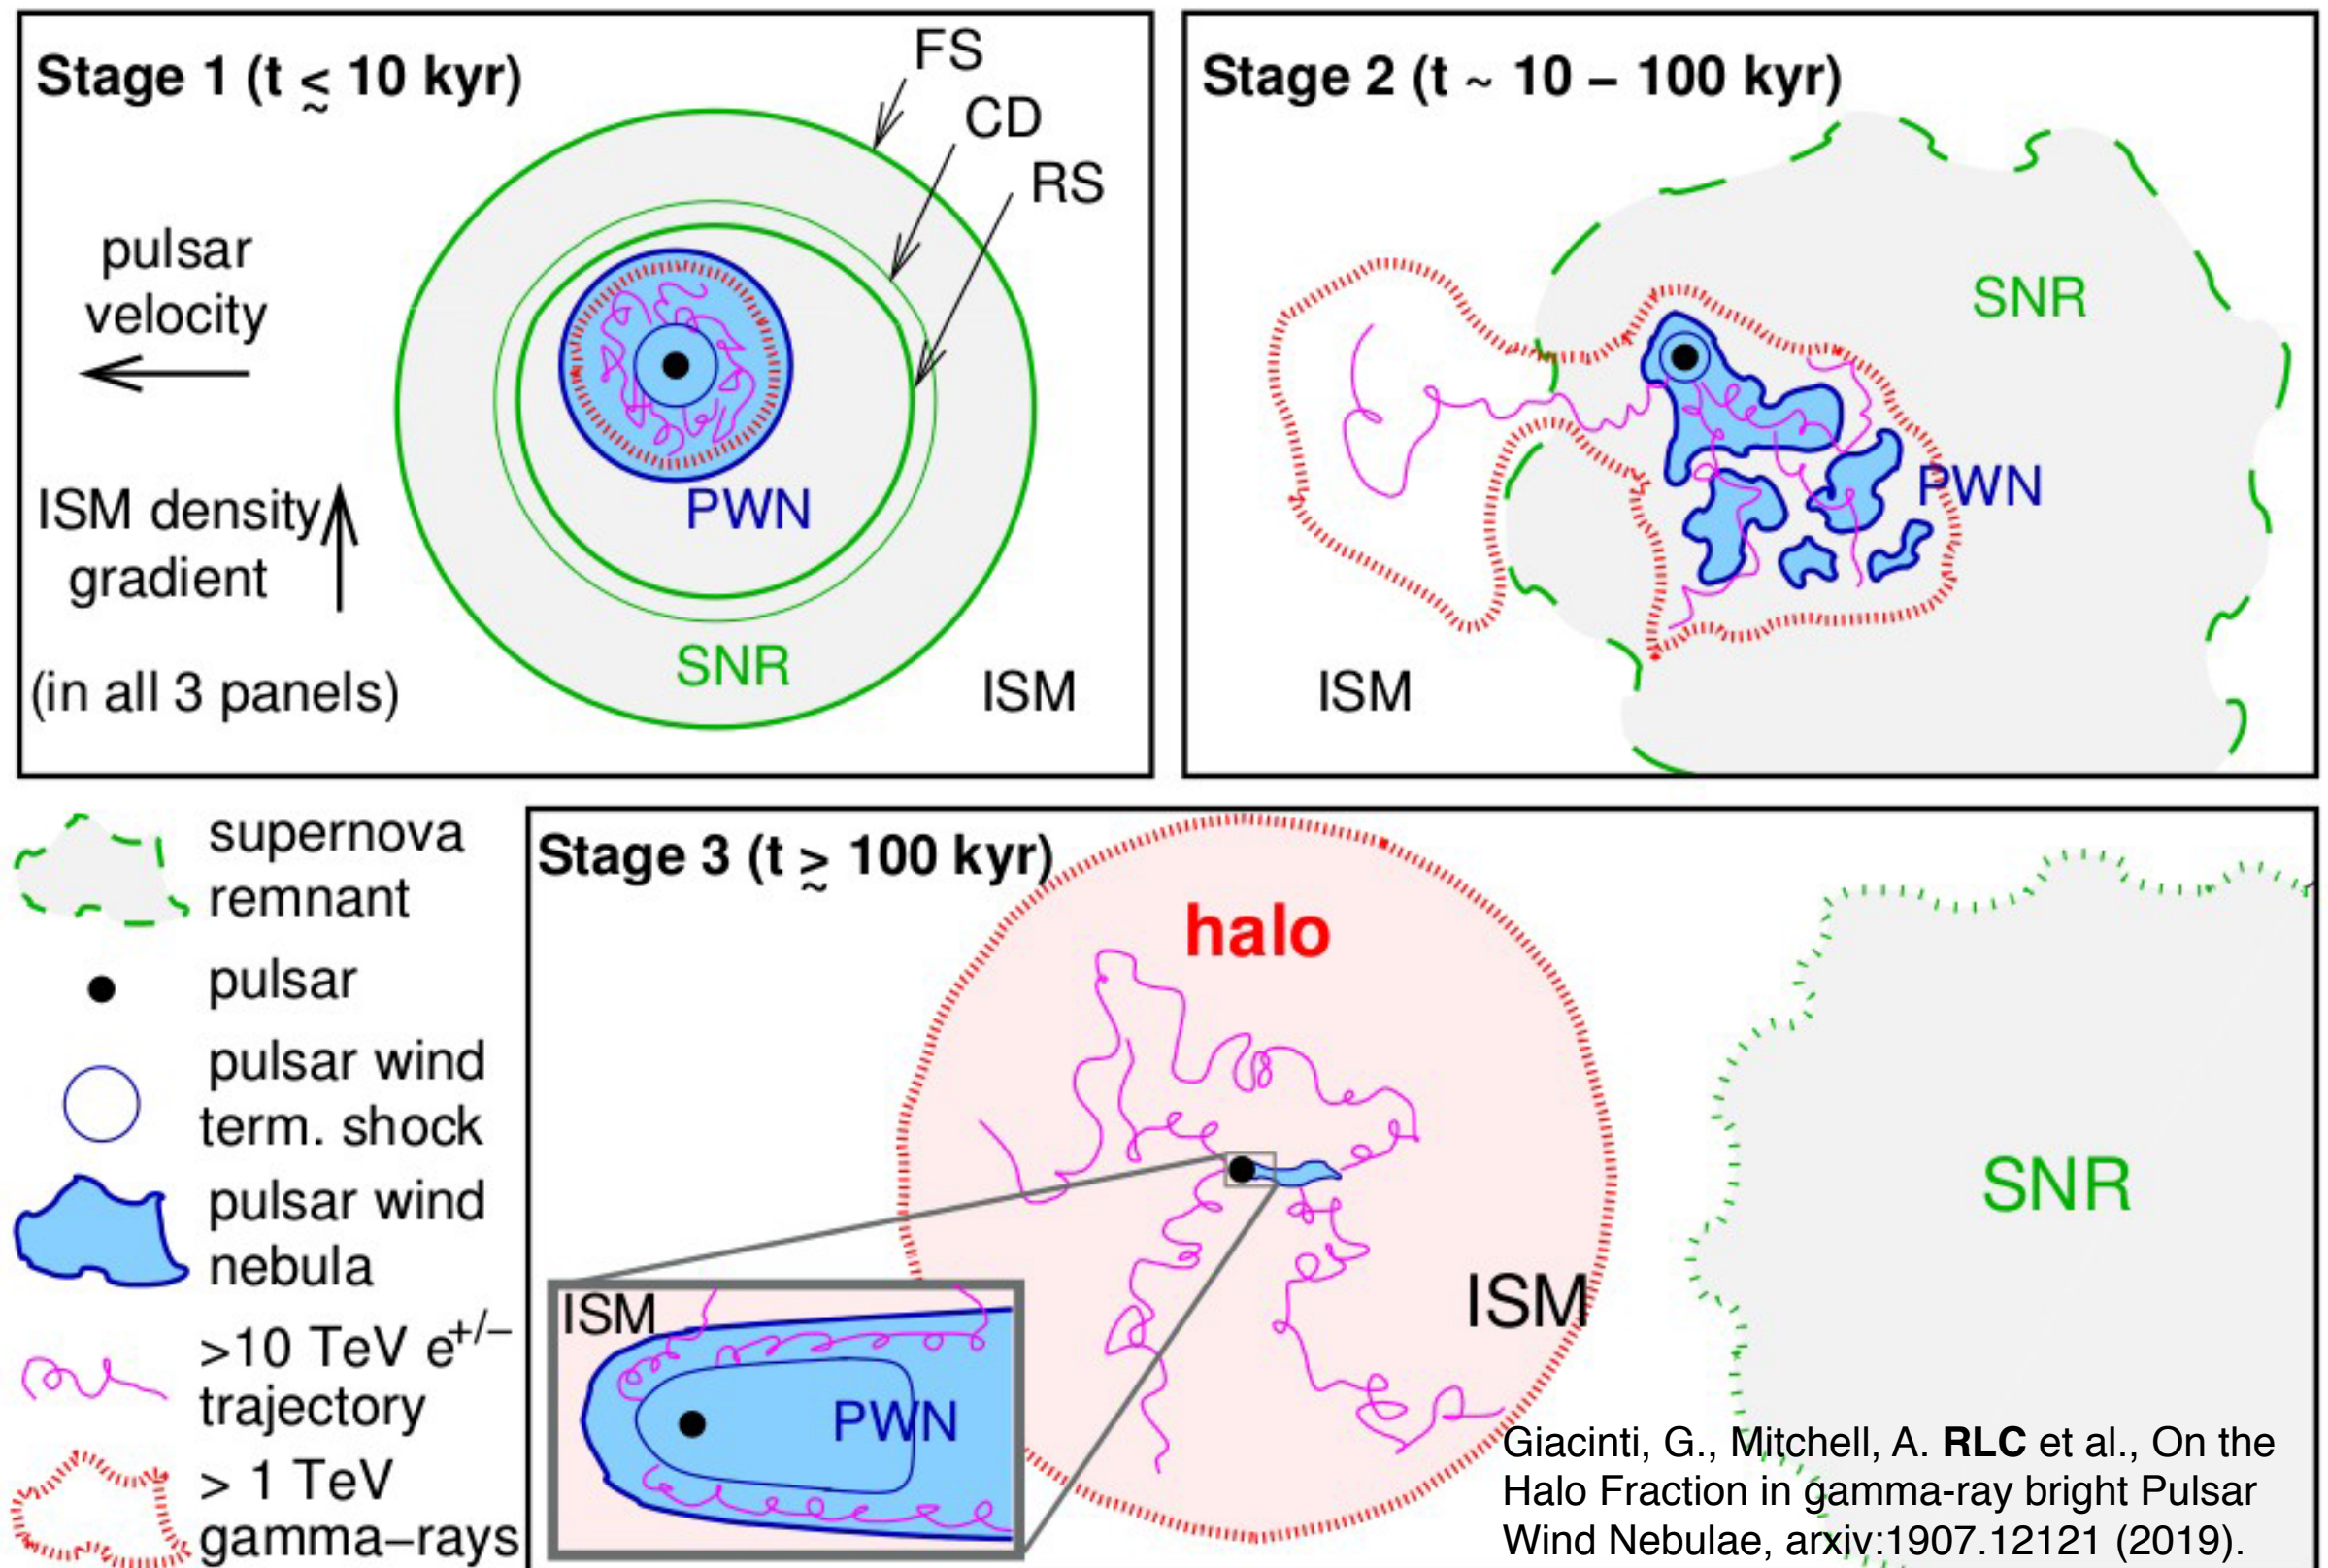 Stage 1 (t ≲ 10 kyr)
FS
CD
RS
pulsar
velocity
ISM density
gradient
(in all 3 panels)
PWN
SNR
ISM
Stage 2 (t ~ 10 – 100 kyr)
SNR
PWN
ISM
supernova
remnant
pulsar
pulsar wind
term. shock
pulsar wind
nebula
>10 TeV e+/–
trajectory
> 1 TeV
gamma–rays
Stage 3 (t ≳ 100 kyr)
halo
SNR
ISM
ISM
PWN
Giacinti, G., Mitchell, A. RLC et al., On the
Halo Fraction in gamma-ray bright Pulsar
Wind Nebulae, arxiv:1907.12121 (2019).